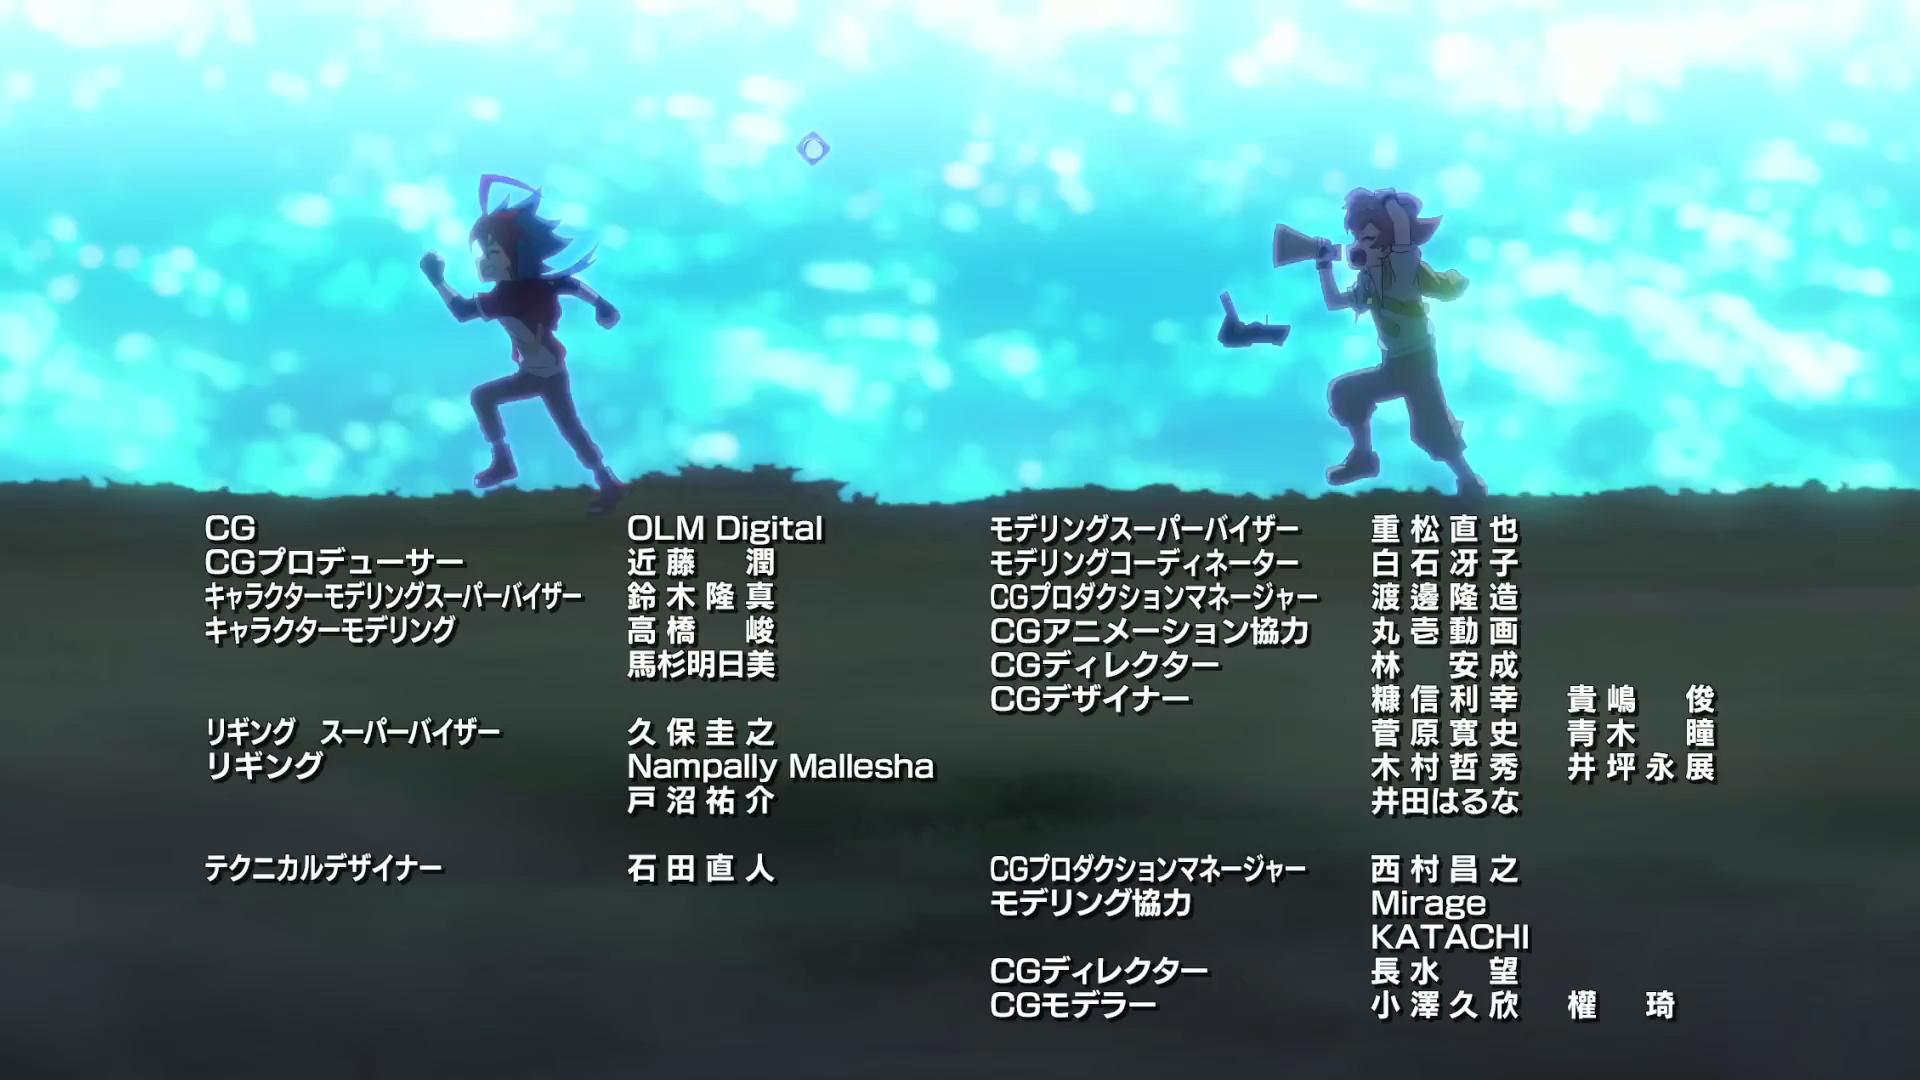 CG OLM Digital
CGプロデューサー 近藤 潤
キャラクターモデリングスーパーバイザー 鈴木隆真
キャラクターモデリング 高橋 峻
馬杉明日美
リギング スーパーバイザー 久保圭之
リギング Nampally Mallesha
戸沼祐介
テクニカルデザイナー 石田直人
モデリングスーパーバイザー 重松直也
モデリングコーディネーター 白石冴子
CGプロダクションマネージャー 渡邊隆造
CGアニメーション協力 丸壱動画
CGディレクター 林 安成
CGデザイナー 糠信利幸 貴嶋 俊
菅原寛史 青木 瞳
木村哲秀 井坪永展
井田はるな
CGプロダクションマネージャー 西村昌之
モデリング協力 Mirage
KATACHI
CGディレクター 長水 望
CGモデラー 小澤久欣 權 琦